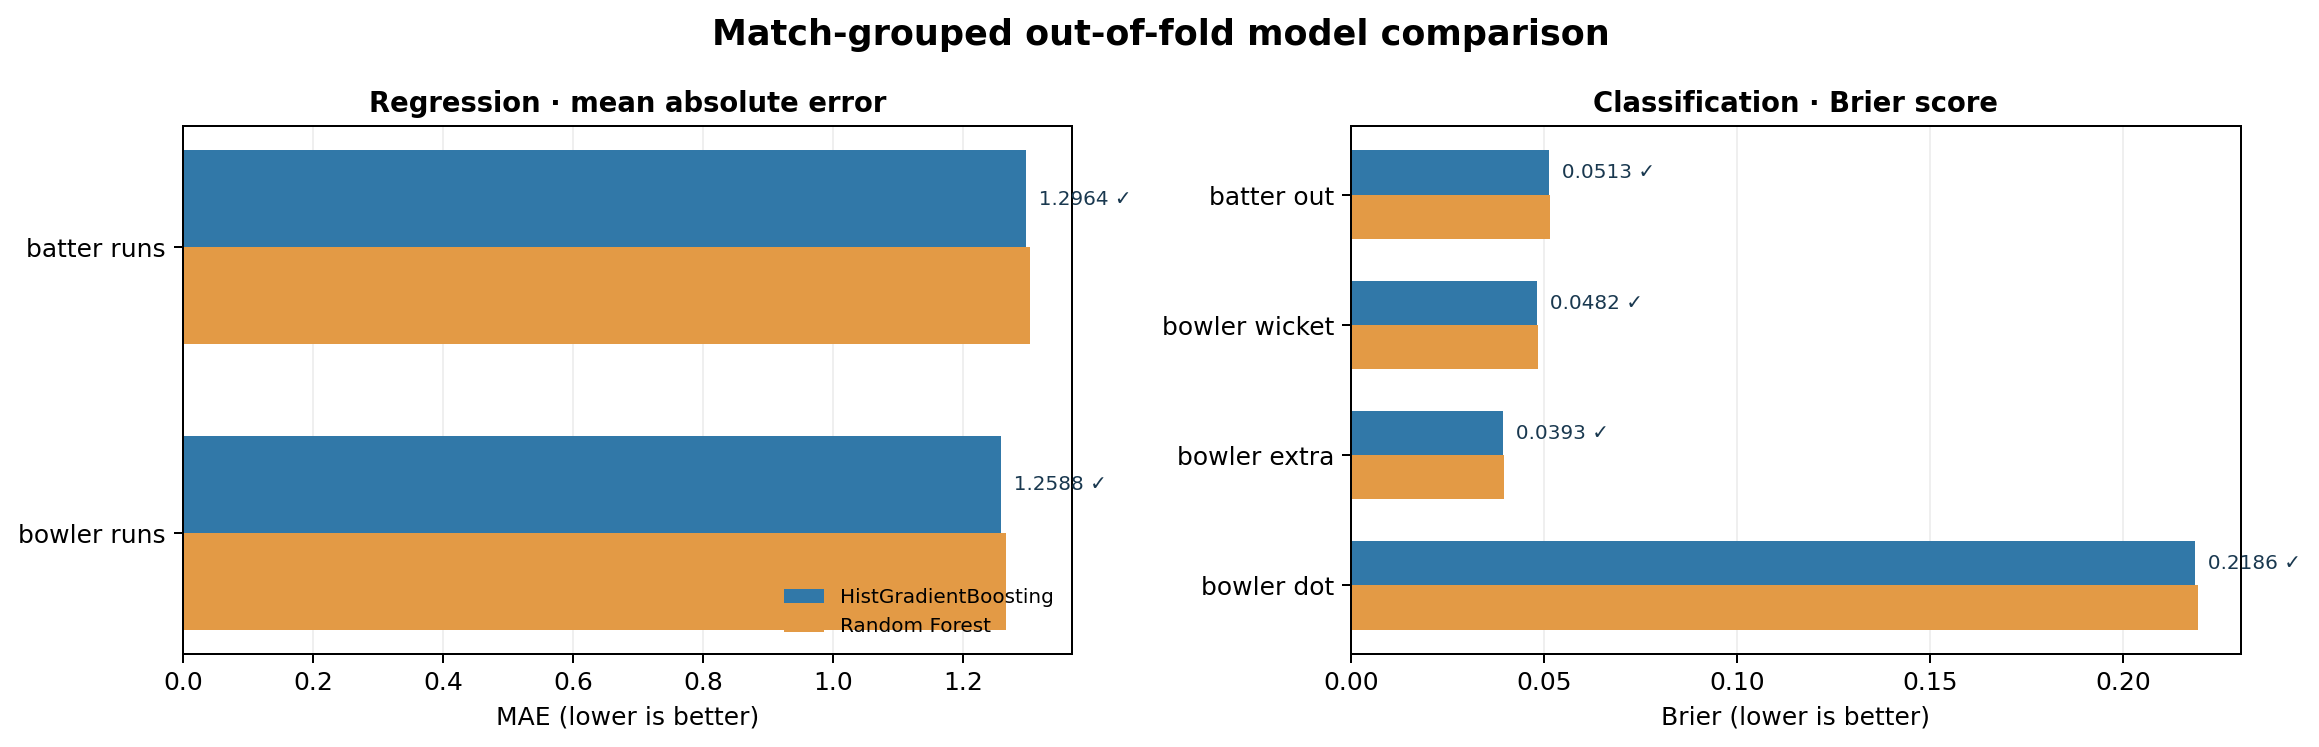 Match-grouped out-of-fold model comparison
Regression · mean absolute error
batter runs
1.2964 ✓
bowler runs
1.2588 ✓
HistGradientBoosting
Random Forest
0.0 0.2 0.4 0.6 0.8 1.0 1.2
MAE (lower is better)
Classification · Brier score
batter out
0.0513 ✓
bowler wicket
0.0482 ✓
bowler extra
0.0393 ✓
bowler dot
0.2186 ✓
0.00 0.05 0.10 0.15 0.20
Brier (lower is better)